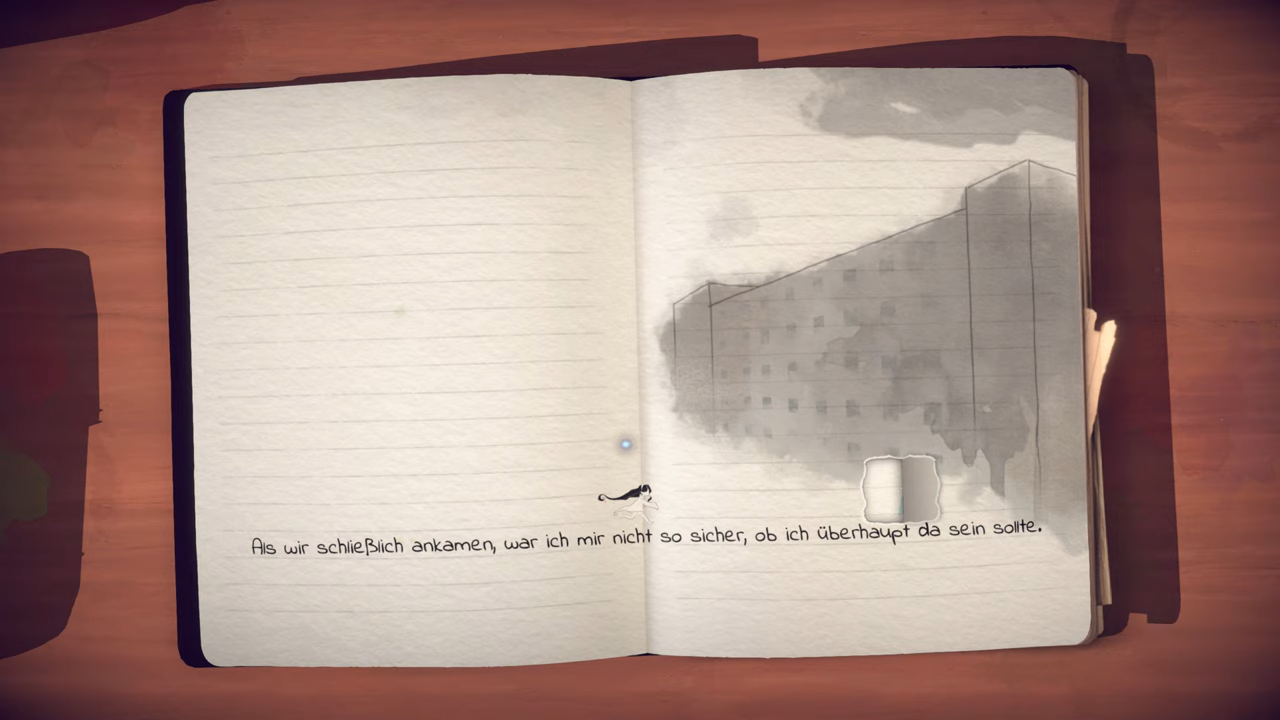 Als wir schließlich ankamen, war ich mir nicht so sicher, ob ich überhaupt da sein sollte.